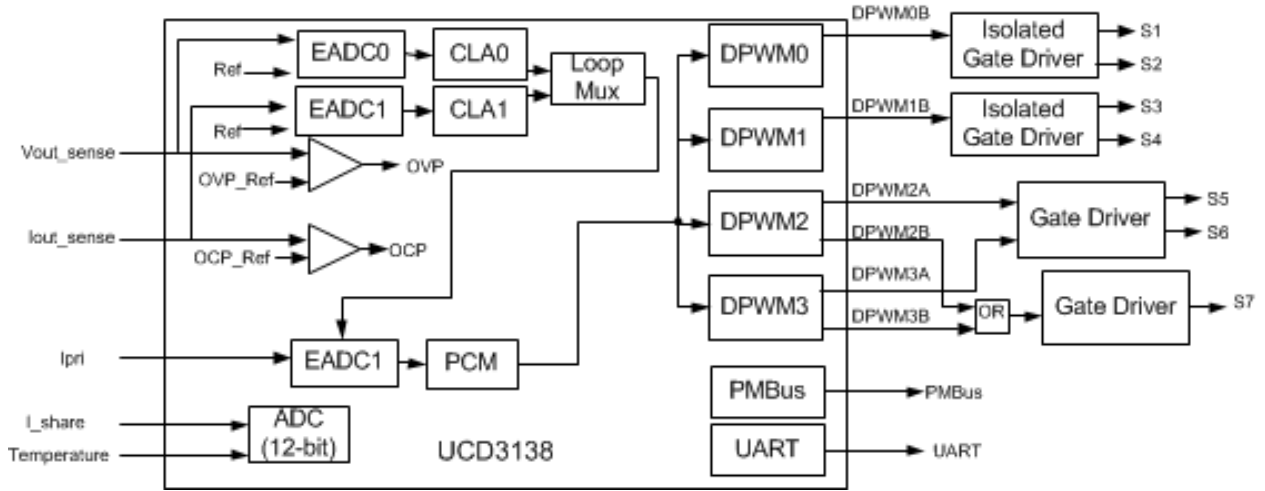 DPWM0B
EADC0
CLA0
Loop
Mux
DPWM0
Isolated
Gate Driver
S1
S2
Ref
EADC1
CLA1
DPWM1
DPWM1B
Isolated
Gate Driver
S3
S4
Ref
Vout_sense
OVP
OVP_Ref
DPWM2
DPWM2A
DPWM2B
Gate Driver
S5
S6
Iout_sense
OCP
OCP_Ref
DPWM3
DPWM3A
DPWM3B
OR
Gate Driver
S7
Ipri
EADC1
PCM
PMBus
PMBus
I_share
Temperature
ADC
(12-bit)
UCD3138
UART
UART